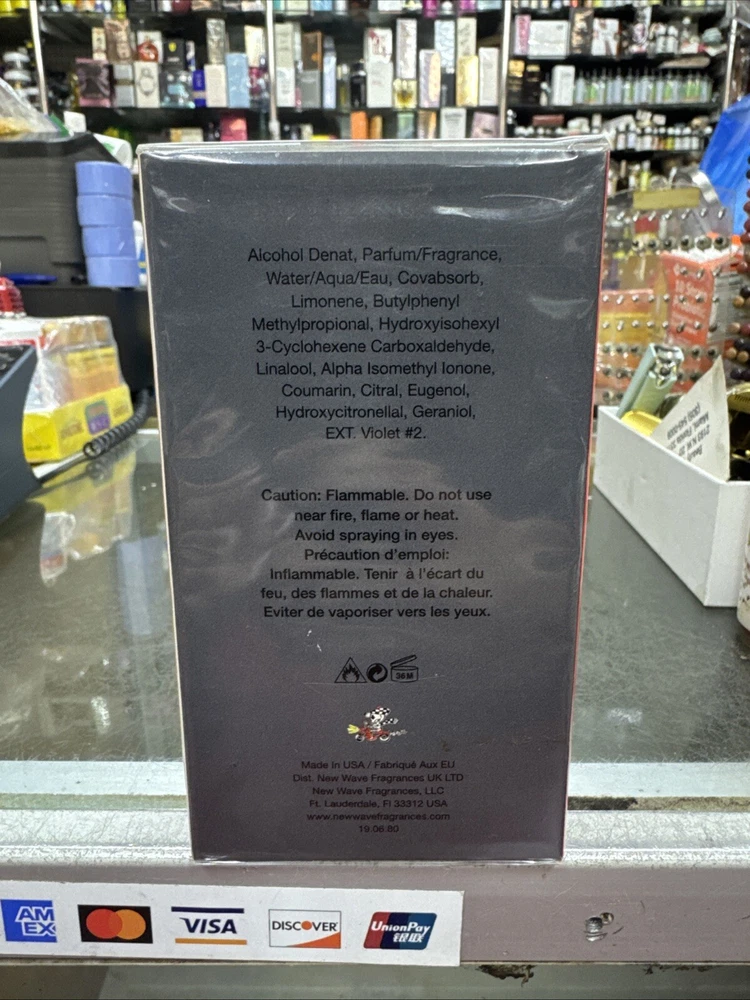 Alcohol Denat, Parfum/Fragrance,
Water/Aqua/Eau, Covabsorb,
Limonene, Butylphenyl
Methylpropional, Hydroxyisohexyl
3-Cyclohexene Carboxaldehyde,
Linalool, Alpha Isomethyl Ionone,
Coumarin, Citral, Eugenol,
Hydroxycitronellal, Geraniol,
EXT. Violet #2.
Caution: Flammable. Do not use
near fire, flame or heat.
Avoid spraying in eyes.
Précaution d'emploi:
Inflammable. Tenir à l'écart du
feu, des flammes et de la chaleur.
Eviter de vaporiser vers les yeux.
36M
Made In USA / Fabriqué Aux EU
Dist. New Wave Fragrances UK LTD
New Wave Fragrances, LLC
Ft. Lauderdale, Fl 33312 USA
www.newwavefragrances.com
19.06.80
AM
EX
VISA
DISCOVER
UnionPay
银联